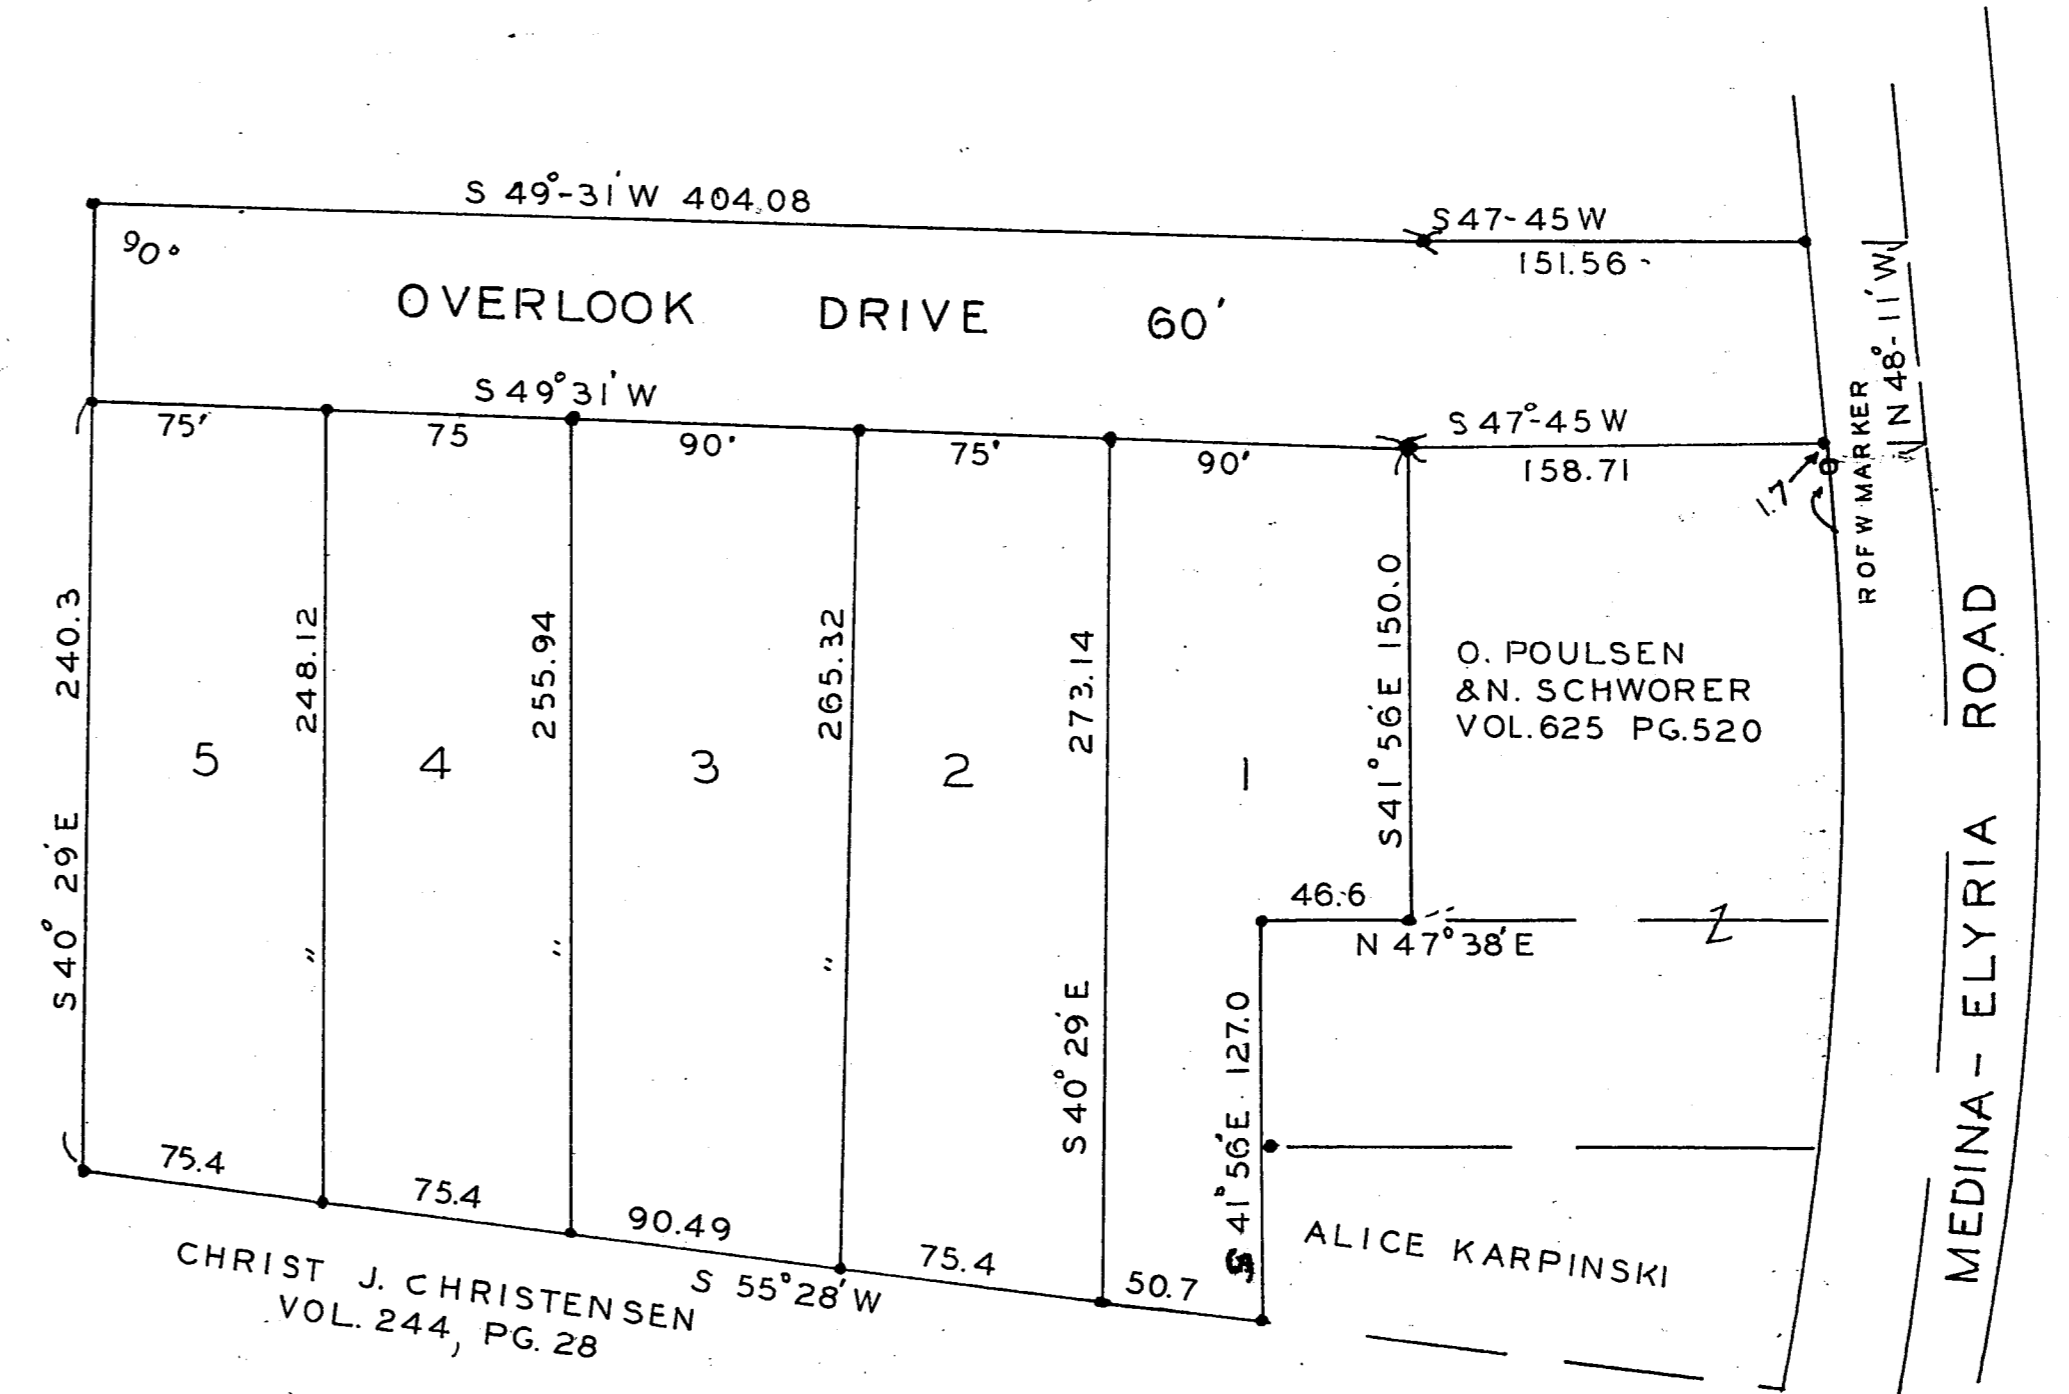 S 49°-31' W 404.08
S 47-45 W
151.56
90°
OVERLOOK DRIVE 60'
N 48°-11' W
S 49° 31' W
75'
75
90'
75'
90'
S 47°-45 W
158.71
1.7
R OF W MARKER
S 40° 29' E 240.3
248.12
"
255.94
"
265.32
"
S 40° 29' E 273.14
S 41° 56' E 150.0
O. POULSEN
& N. SCHWORER
VOL. 625 PG. 520
5
4
3
2
1
46.6
N 47° 38' E
Z
S 41° 56' E 127.0
MEDINA - ELYRIA ROAD
75.4
75.4
90.49
75.4
50.7
S 55° 28' W
ALICE KARPINSKI
CHRIST J. CHRISTENSEN
VOL. 244, PG. 28